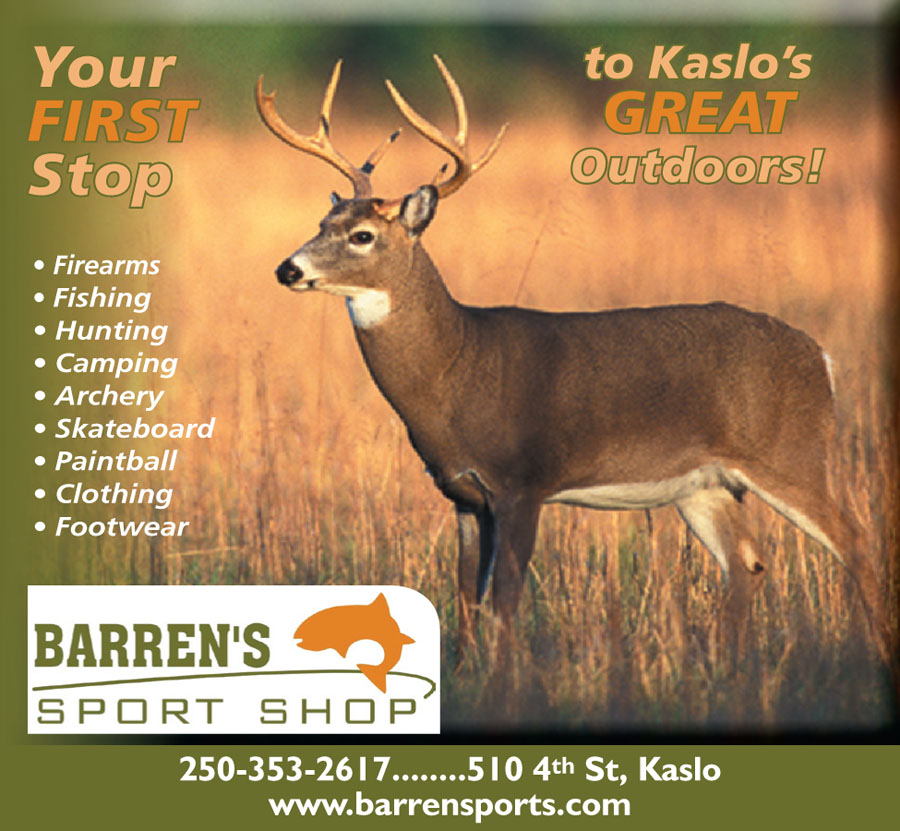 Your
FIRST
Stop
to Kaslo's
GREAT
Outdoors!
• Firearms
• Fishing
• Hunting
• Camping
• Archery
• Skateboard
• Paintball
• Clothing
• Footwear
BARREN'S
SPORT SHOP
250-353-2617........510 4th St, Kaslo
www.barrensports.com